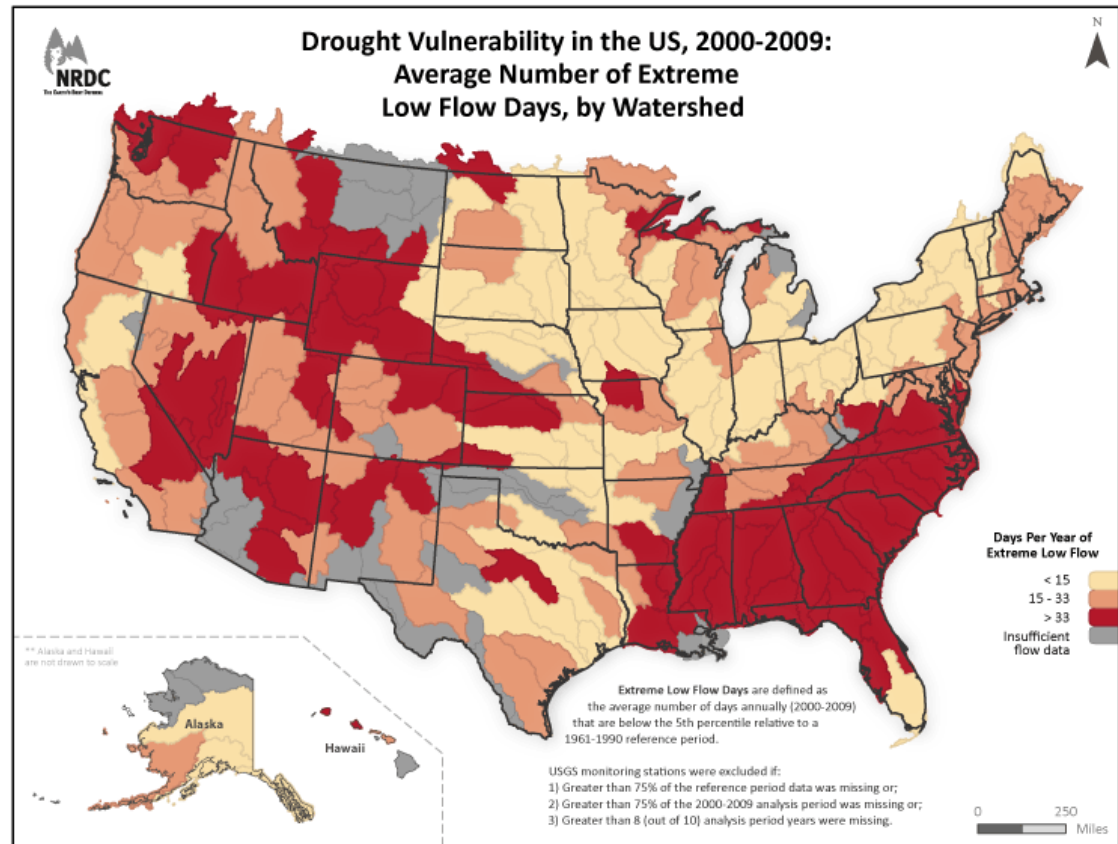 Drought Vulnerability in the US, 2000-2009:
Average Number of Extreme
Low Flow Days, by Watershed
NRDC
THE EARTH'S BEST DEFENSE
N
Days Per Year of
Extreme Low Flow
< 15
15 - 33
> 33
Insufficient
flow data
** Alaska and Hawaii
are not drawn to scale
Alaska
Hawaii
Extreme Low Flow Days are defined as
the average number of days annually (2000-2009)
that are below the 5th percentile relative to a
1961-1990 reference period.
USGS monitoring stations were excluded if:
1) Greater than 75% of the reference period data was missing or;
2) Greater than 75% of the 2000-2009 analysis period was missing or;
3) Greater than 8 (out of 10) analysis period years were missing.
0 250
Miles